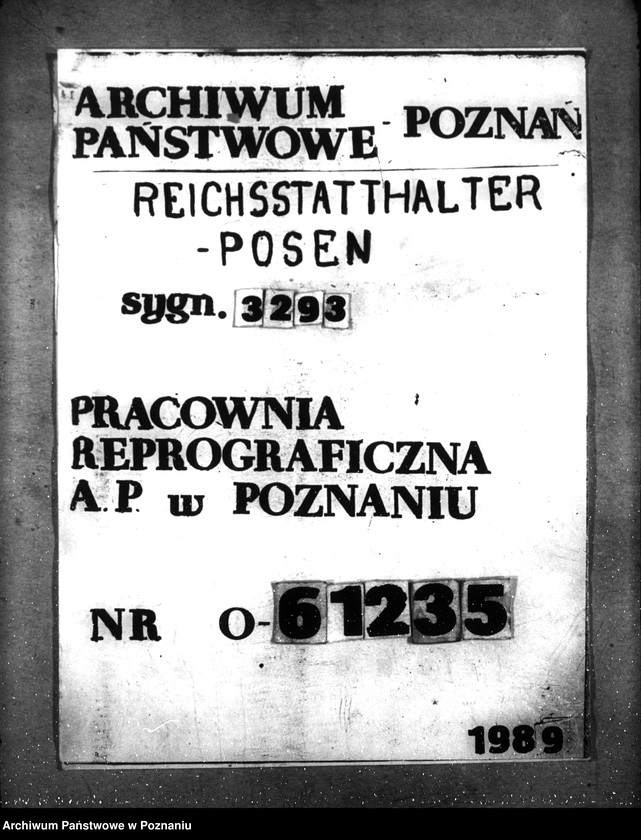 ARCHIWUM
PAŃSTWOWE - POZNAŃ
REICHSSTATTHALTER
-POSEN
sygn. 3293
PRACOWNIA
REPROGRAFICZNA
A.P. w POZNANIU
NR O-61235
1989
Archiwum Państwowe w Poznaniu